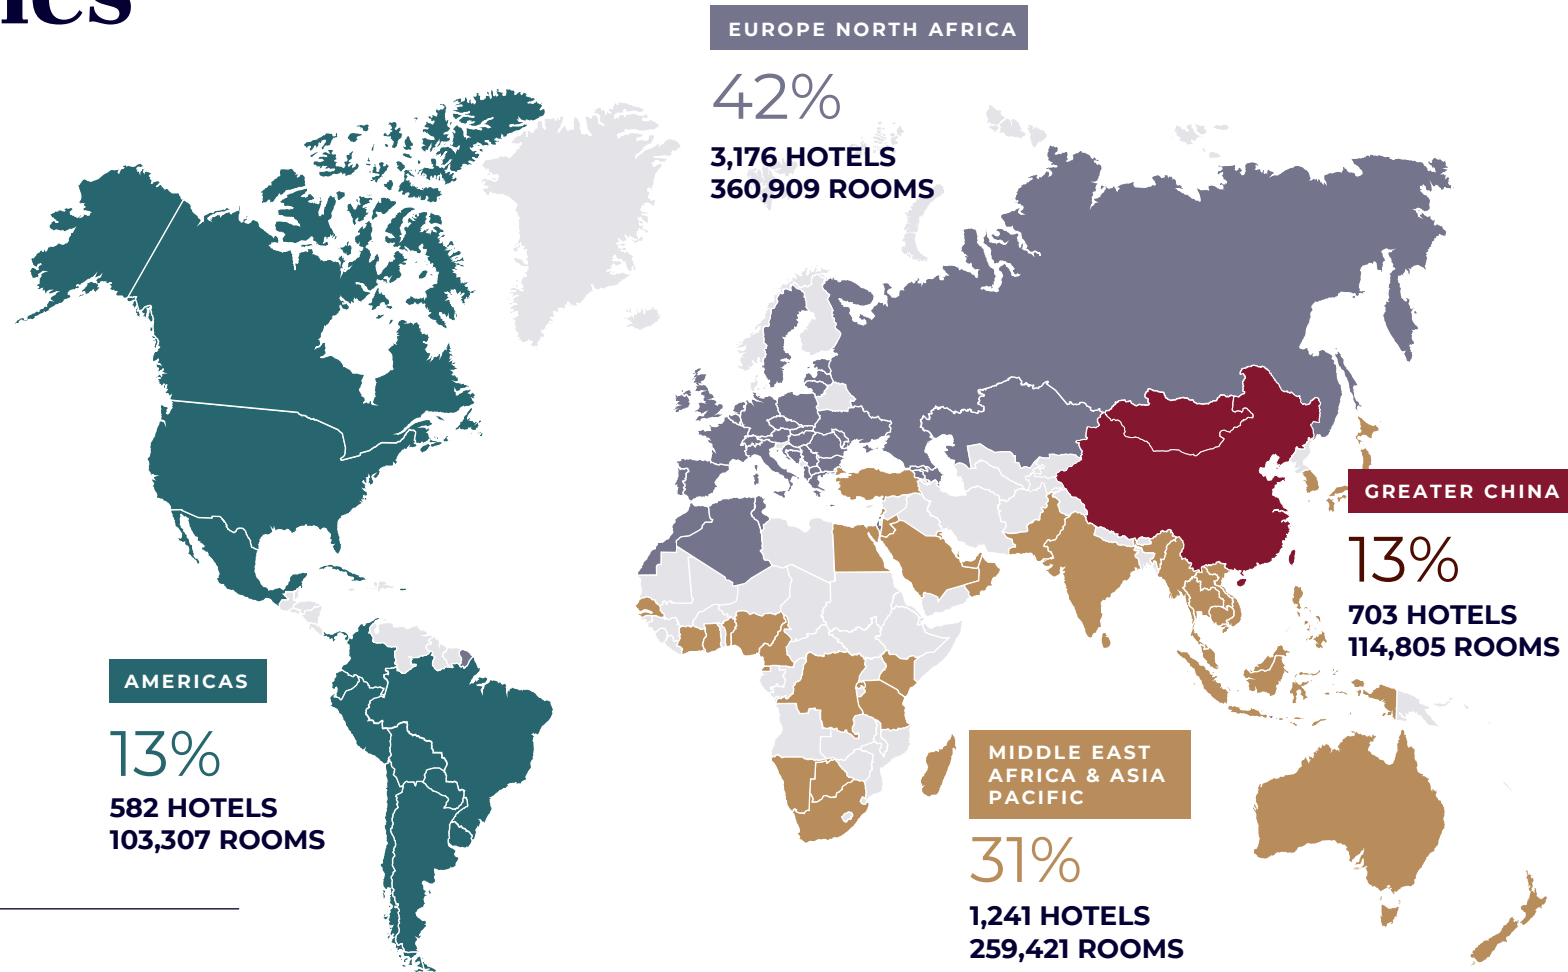 EUROPE NORTH AFRICA
42%
3,176 HOTELS
360,909 ROOMS
GREATER CHINA
13%
703 HOTELS
114,805 ROOMS
AMERICAS
13%
582 HOTELS
103,307 ROOMS
MIDDLE EAST
AFRICA & ASIA
PACIFIC
31%
1,241 HOTELS
259,421 ROOMS